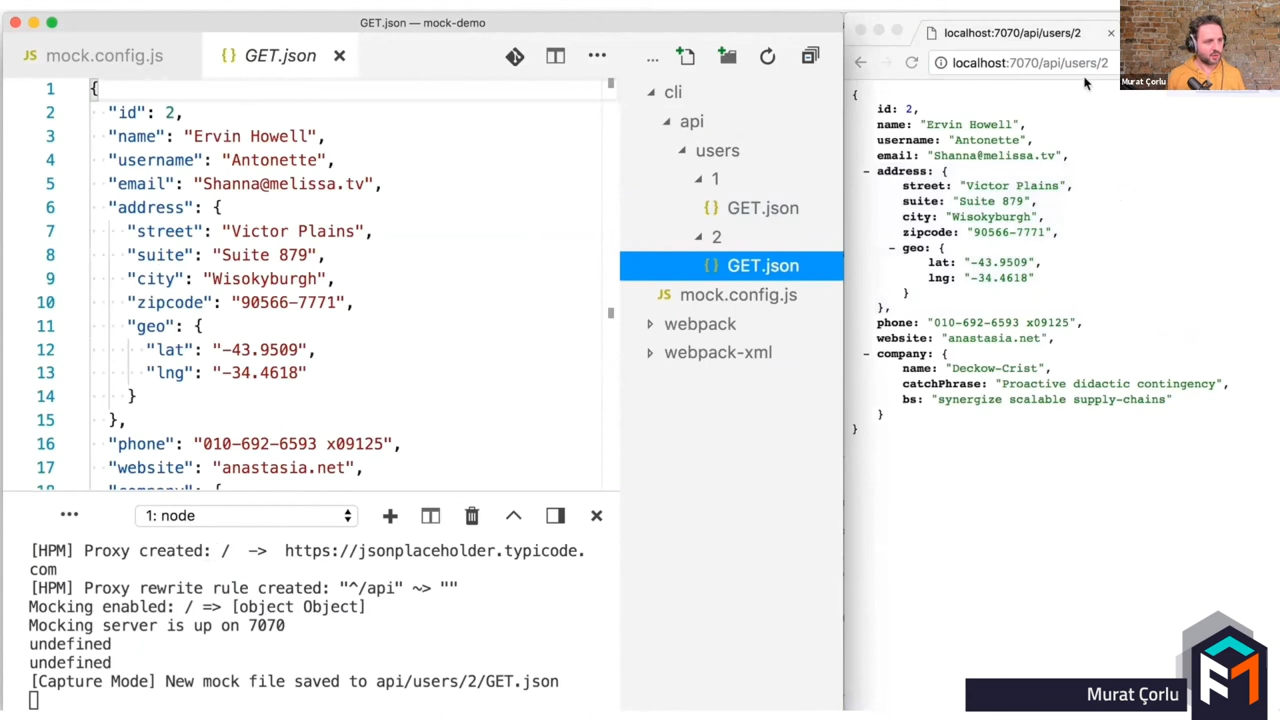 GET.json — mock-demo
JS mock.config.js
{} GET.json
1 {
2 "id": 2,
3 "name": "Ervin Howell",
4 "username": "Antonette",
5 "email": "Shanna@melissa.tv",
6 "address": {
7 "street": "Victor Plains",
8 "suite": "Suite 879",
9 "city": "Wisokyburgh",
10 "zipcode": "90566-7771",
11 "geo": {
12 "lat": "-43.9509",
13 "lng": "-34.4618"
14 }
15 },
16 "phone": "010-692-6593 x09125",
17 "website": "anastasia.net",
1: node
[HPM] Proxy created: / -> https://jsonplaceholder.typicode.
com
[HPM] Proxy rewrite rule created: "^/api" ~> ""
Mocking enabled: / => [object Object]
Mocking server is up on 7070
undefined
undefined
[Capture Mode] New mock file saved to api/users/2/GET.json
cli
api
users
1
{} GET.json
2
{} GET.json
JS mock.config.js
webpack
webpack-xml
localhost:7070/api/users/2
localhost:7070/api/users/2
{
id: 2,
name: "Ervin Howell",
username: "Antonette",
email: "Shanna@melissa.tv",
- address: {
street: "Victor Plains",
suite: "Suite 879",
city: "Wisokyburgh",
zipcode: "90566-7771",
- geo: {
lat: "-43.9509",
lng: "-34.4618"
}
},
phone: "010-692-6593 x09125",
website: "anastasia.net",
- company: {
name: "Deckow-Crist",
catchPhrase: "Proactive didactic contingency",
bs: "synergize scalable supply-chains"
}
}
Murat Çorlu
Murat Çorlu